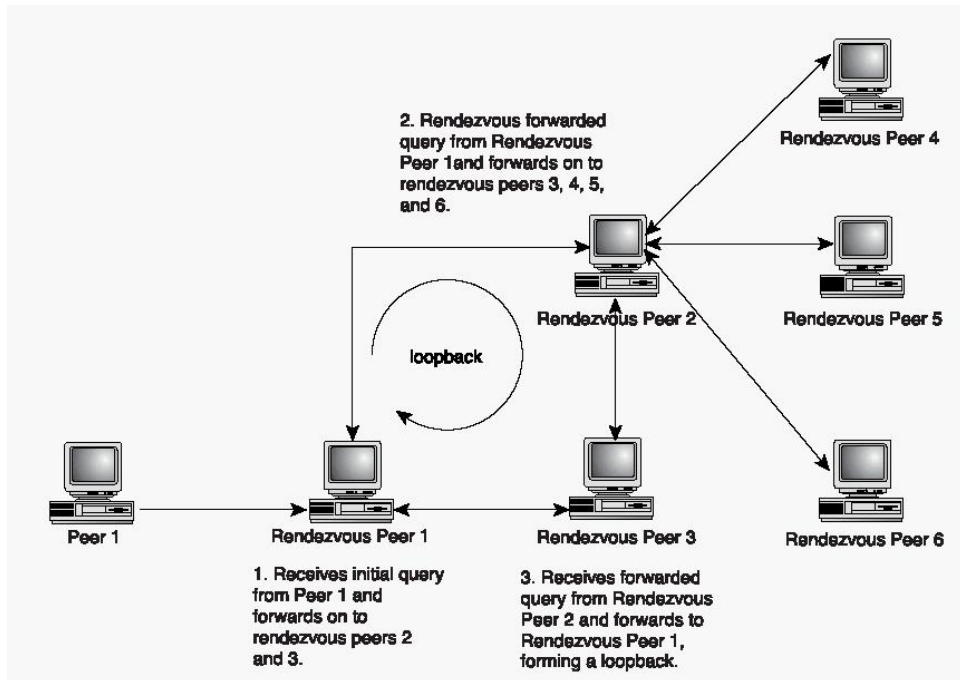 2. Rendezvous forwarded
query from Rendezvous
Peer 1and forwards on to
rendezvous peers 3, 4, 5,
and 6.
Rendezvous Peer 4
Rendezvous Peer 2
Rendezvous Peer 5
loopback
Peer 1
Rendezvous Peer 1
Rendezvous Peer 3
Rendezvous Peer 6
1. Receives initial query
from Peer 1 and
forwards on to
rendezvous peers 2
and 3.
3. Receives forwarded
query from Rendezvous
Peer 2 and forwards to
Rendezvous Peer 1,
forming a loopback.